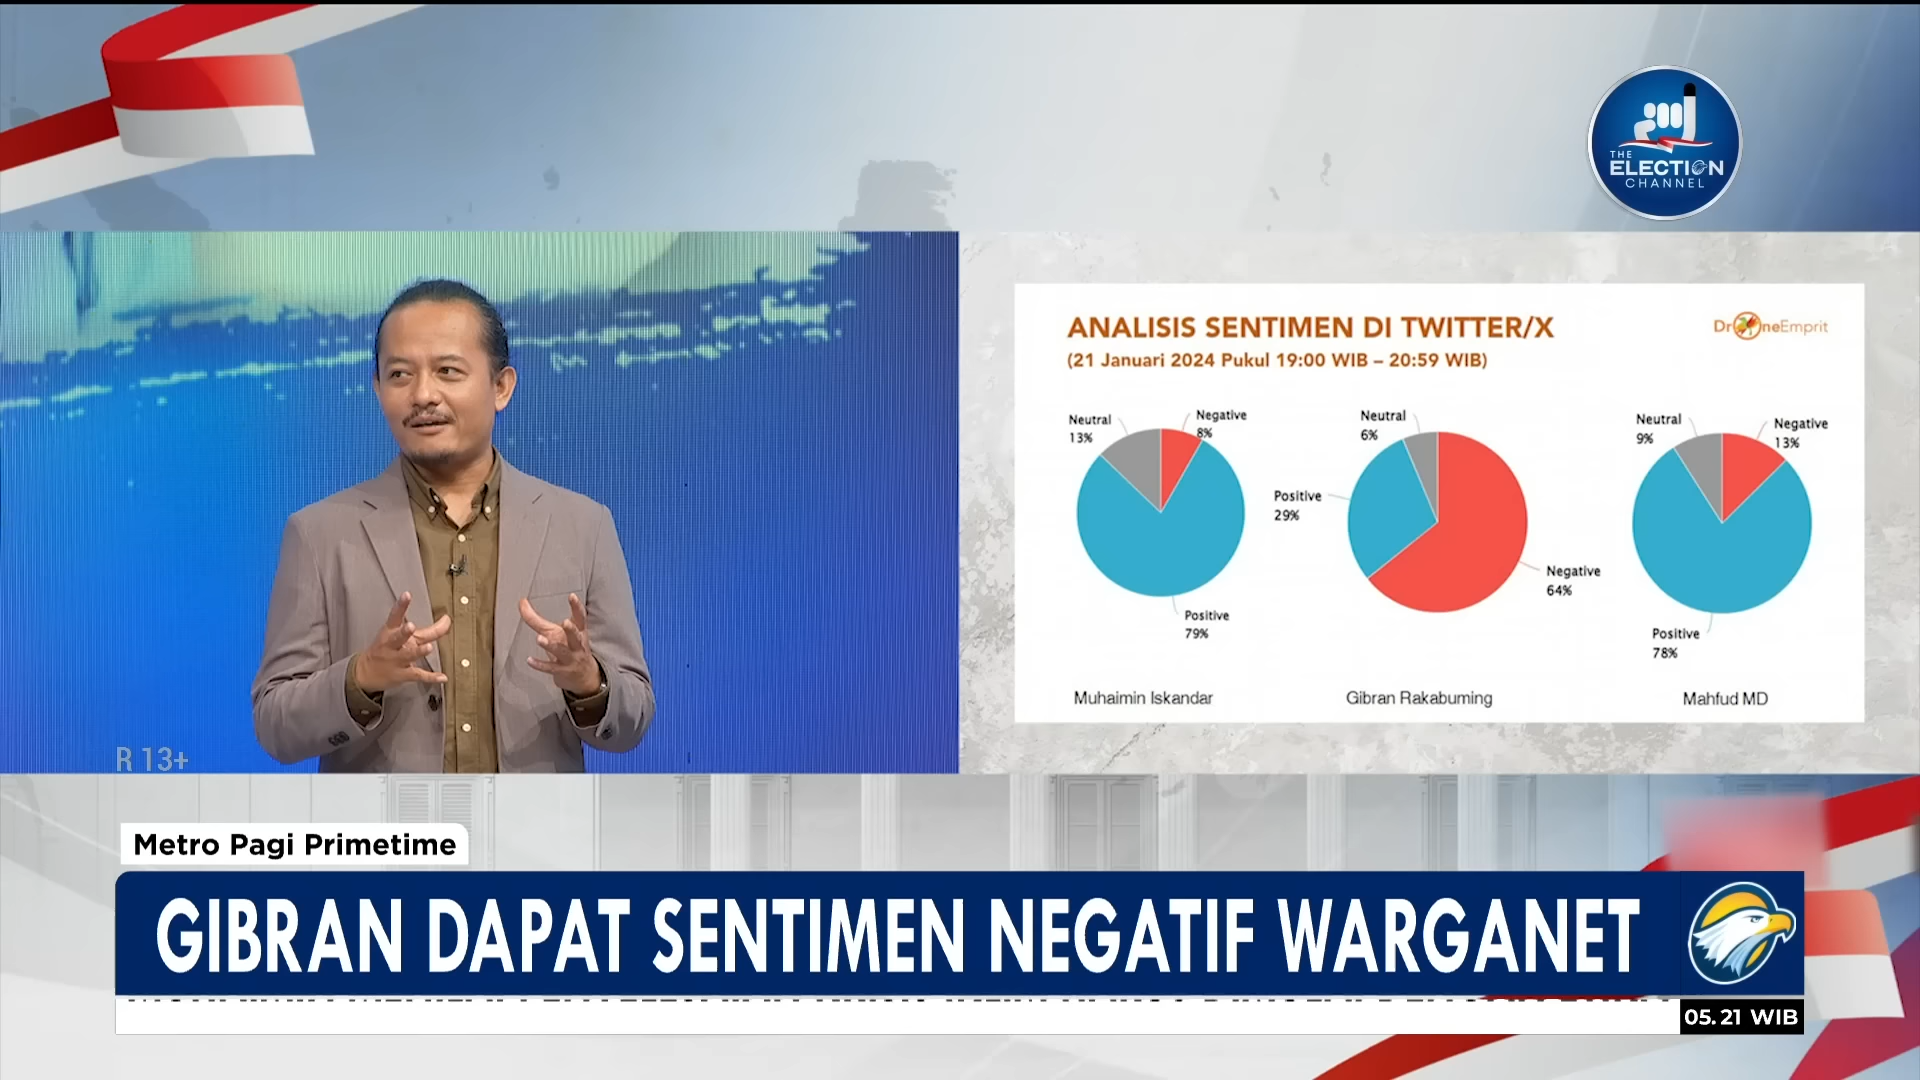 THE
ELECTION
CHANNEL
ANALISIS SENTIMEN DI TWITTER/X
(21 Januari 2024 Pukul 19:00 WIB – 20:59 WIB)
DroneEmprit
Neutral
13%
Negative
8%
Positive
79%
Muhaimin Iskandar
Neutral
6%
Positive
29%
Negative
64%
Gibran Rakabuming
Neutral
9%
Negative
13%
Positive
78%
Mahfud MD
R 13+
Metro Pagi Primetime
GIBRAN DAPAT SENTIMEN NEGATIF WARGANET
05.21 WIB